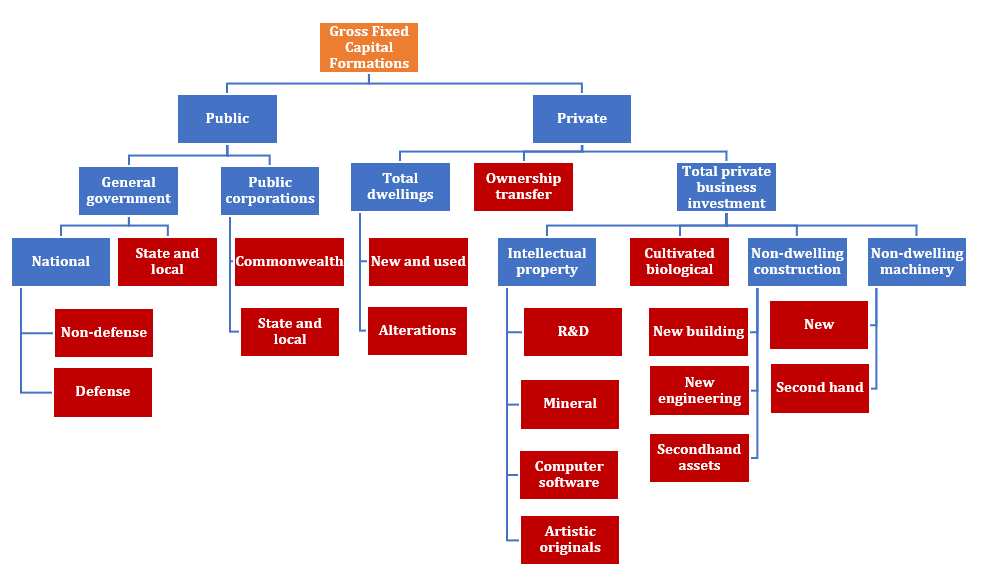 Gross Fixed
Capital
Formations
Public
Private
General
government
Public
corporations
Total
dwellings
Ownership
transfer
Total private
business
investment
National
State and
local
Commonwealth
New and used
Intellectual
property
Cultivated
biological
Non-dwelling
construction
Non-dwelling
machinery
Non-defense
State and
local
Alterations
R&D
New building
New
Defense
Mineral
New
engineering
Second hand
Computer
software
Secondhand
assets
Artistic
originals